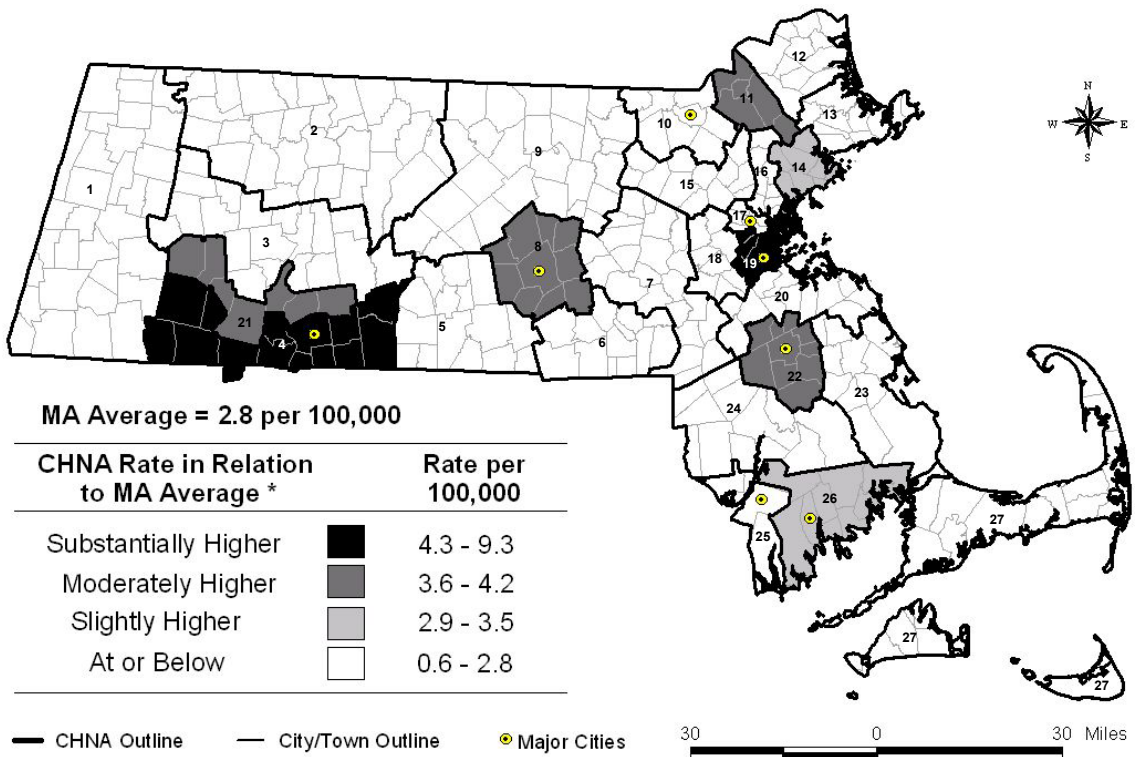 12
N
W E
S
11
13
10
2
9
14
16
15
1
17
3
8
19
18
7
20
5
21
6
4
22
23
24
MA Average = 2.8 per 100,000
CHNA Rate in Relation to MA Average *
Rate per 100,000
26
27
25
Substantially Higher 4.3 - 9.3
Moderately Higher 3.6 - 4.2
Slightly Higher 2.9 - 3.5
At or Below 0.6 - 2.8
27
27
CHNA Outline City/Town Outline Major Cities
30 0 30 Miles